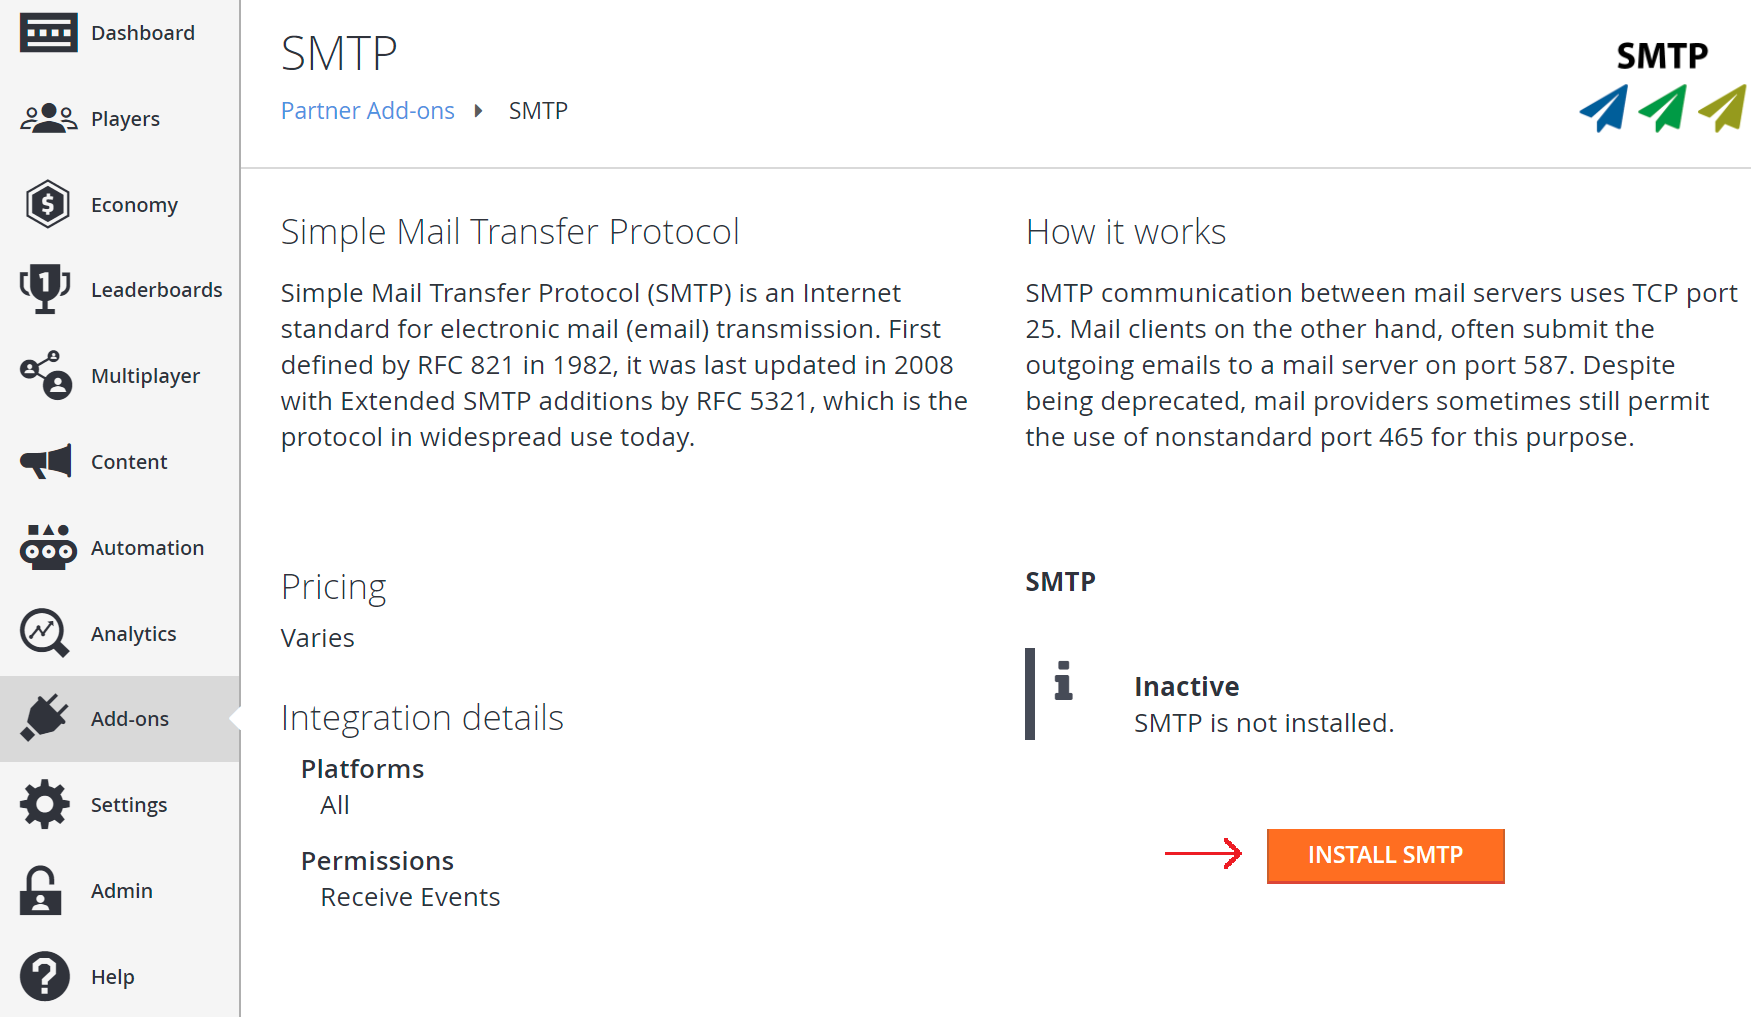 Dashboard
Players
Economy
Leaderboards
Multiplayer
Content
Automation
Analytics
Add-ons
Settings
Admin
Help
SMTP
Partner Add-ons SMTP
SMTP
Simple Mail Transfer Protocol
Simple Mail Transfer Protocol (SMTP) is an Internet
standard for electronic mail (email) transmission. First
defined by RFC 821 in 1982, it was last updated in 2008
with Extended SMTP additions by RFC 5321, which is the
protocol in widespread use today.
How it works
SMTP communication between mail servers uses TCP port
25. Mail clients on the other hand, often submit the
outgoing emails to a mail server on port 587. Despite
being deprecated, mail providers sometimes still permit
the use of nonstandard port 465 for this purpose.
Pricing
Varies
Integration details
Platforms
All
Permissions
Receive Events
SMTP
Inactive
SMTP is not installed.
INSTALL SMTP